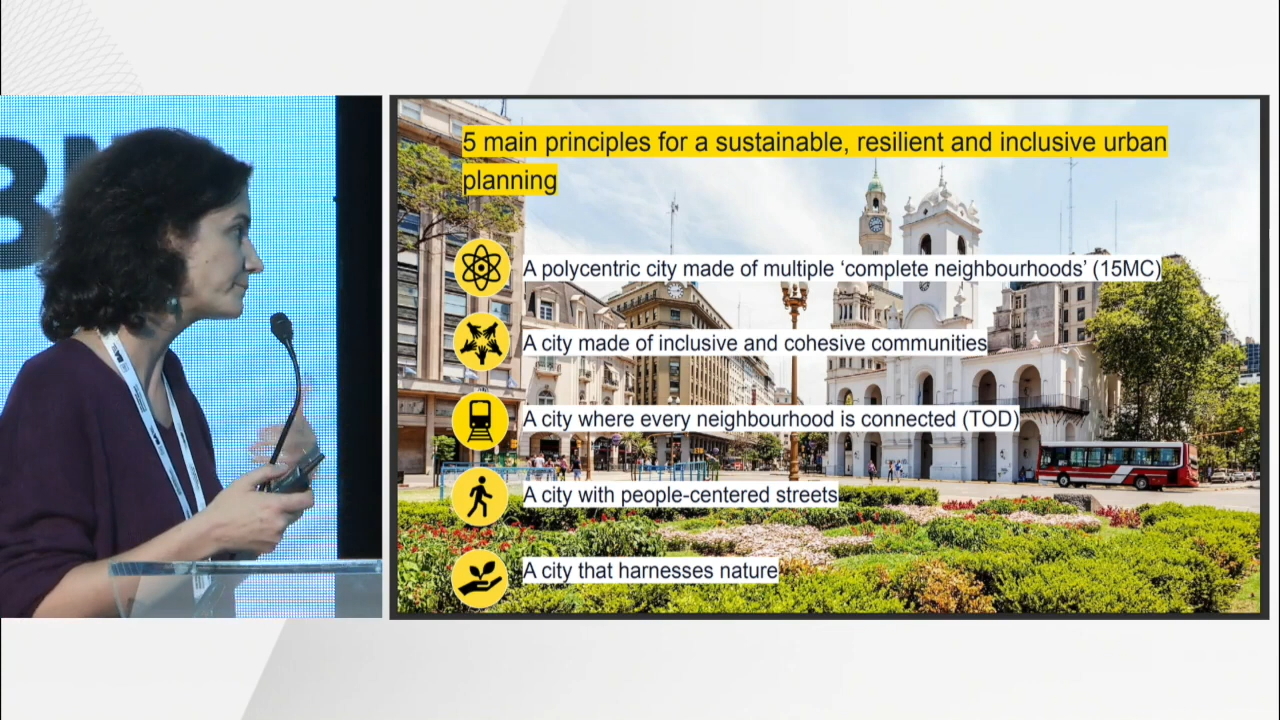 5 main principles for a sustainable, resilient and inclusive urban
planning
A polycentric city made of multiple ‘complete neighbourhoods’ (15MC)
A city made of inclusive and cohesive communities
A city where every neighbourhood is connected (TOD)
A city with people-centered streets
A city that harnesses nature